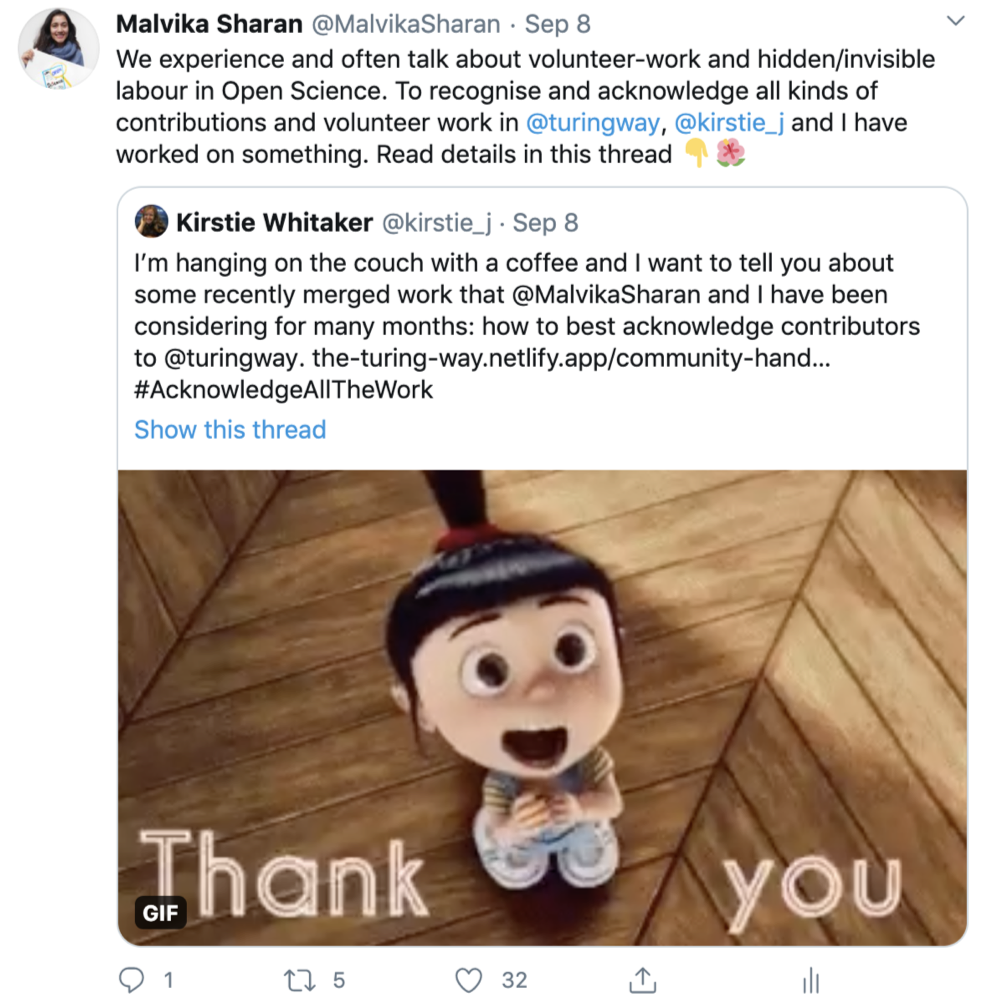 Malvika Sharan @MalvikaSharan · Sep 8
We experience and often talk about volunteer-work and hidden/invisible
labour in Open Science. To recognise and acknowledge all kinds of
contributions and volunteer work in @turingway, @kirstie_j and I have
worked on something. Read details in this thread 👇🌺
Kirstie Whitaker @kirstie_j · Sep 8
I’m hanging on the couch with a coffee and I want to tell you about
some recently merged work that @MalvikaSharan and I have been
considering for many months: how to best acknowledge contributors
to @turingway. the-turing-way.netlify.app/community-hand...
#AcknowledgeAllTheWork
Show this thread
Thank you
GIF
1 5 32